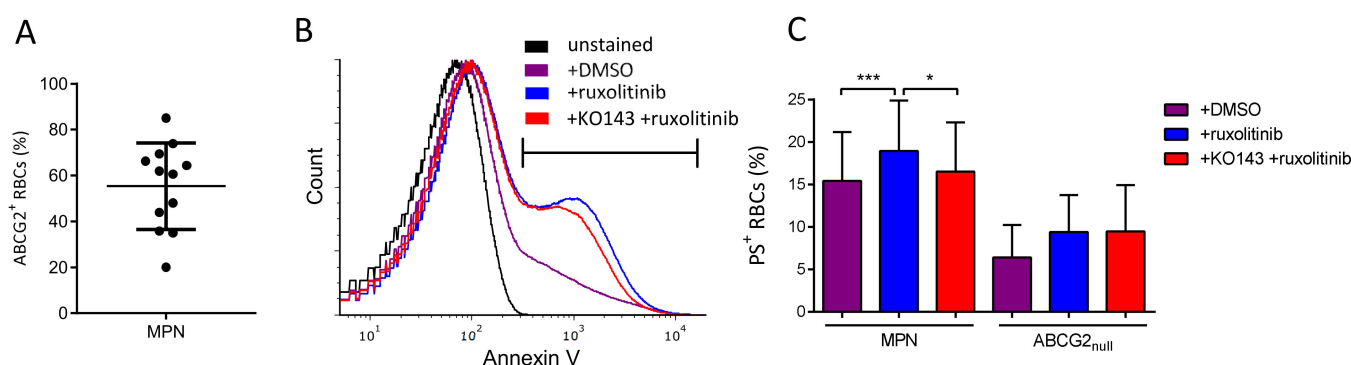 A
ABCG2+ RBCs (%)
100
80
60
40
20
0
MPN
B
unstained
+DMSO
+ruxolitinib
+KO143 +ruxolitinib
Count
10¹ 10² 10³ 10⁴
Annexin V
C
*** *
PS+ RBCs (%)
25
20
15
10
5
0
MPN ABCG2null
+DMSO
+ruxolitinib
+KO143 +ruxolitinib